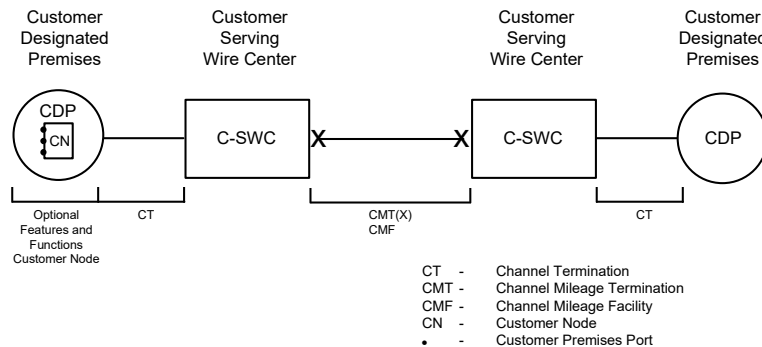 Customer
Designated
Premises
Customer
Serving
Wire Center
Customer
Serving
Wire Center
Customer
Designated
Premises
CDP
CN
C-SWC
X
X
C-SWC
CDP
Optional
Features and
Functions
Customer Node
CT
CMT(X)
CMF
CT
CT - Channel Termination
CMT - Channel Mileage Termination
CMF - Channel Mileage Facility
CN - Customer Node
• - Customer Premises Port